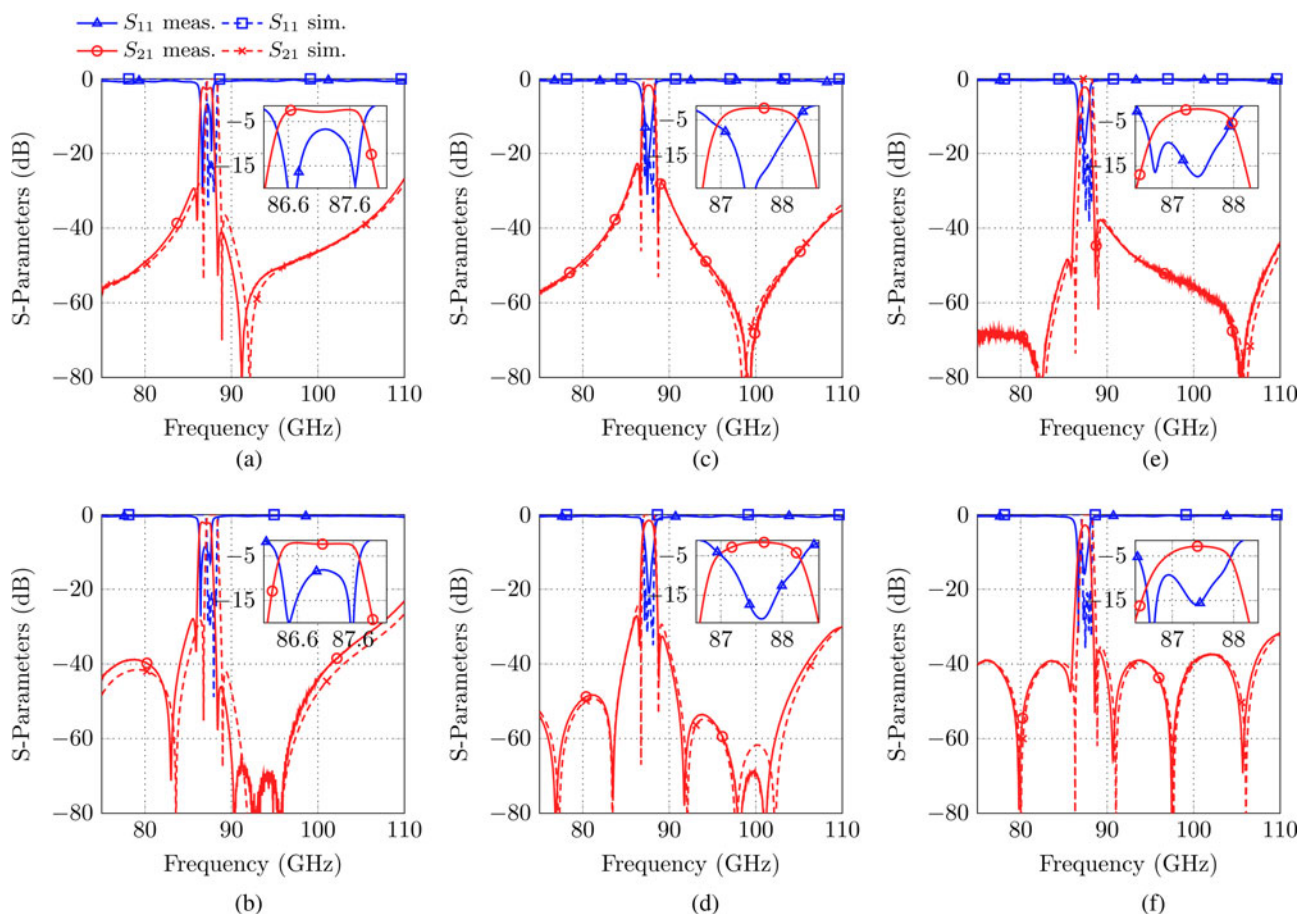 S11 meas. S11 sim.
S21 meas. S21 sim.
0
−20
−40
−60
−80
S-Parameters (dB)
−5
−15
86.6 87.6
80 90 100 110
Frequency (GHz)
(a)
0
−20
−40
−60
−80
S-Parameters (dB)
−5
−15
87 88
80 90 100 110
Frequency (GHz)
(c)
0
−20
−40
−60
−80
S-Parameters (dB)
−5
−15
87 88
80 90 100 110
Frequency (GHz)
(e)
0
−20
−40
−60
−80
S-Parameters (dB)
−5
−15
86.6 87.6
80 90 100 110
Frequency (GHz)
(b)
0
−20
−40
−60
−80
S-Parameters (dB)
−5
−15
87 88
80 90 100 110
Frequency (GHz)
(d)
0
−20
−40
−60
−80
S-Parameters (dB)
−5
−15
87 88
80 90 100 110
Frequency (GHz)
(f)